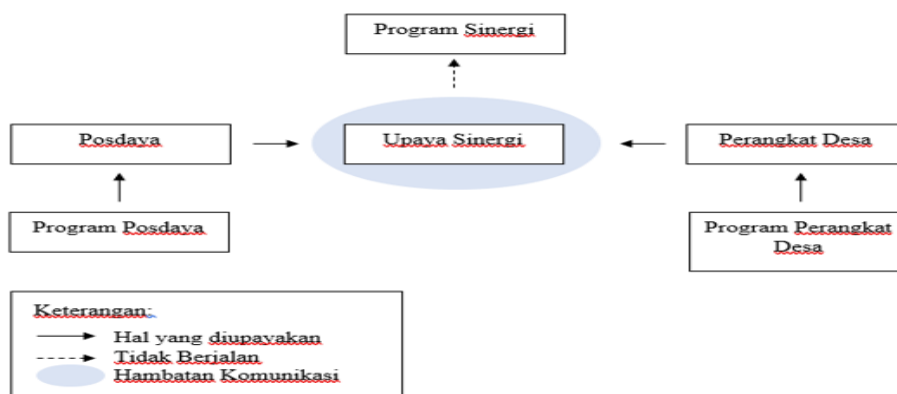 Program Sinergi
Posdaya
Upaya Sinergi
Perangkat Desa
Program Posdaya
Program Perangkat
Desa
Keterangan:
Hal yang diupayakan
Tidak Berjalan
Hambatan Komunikasi